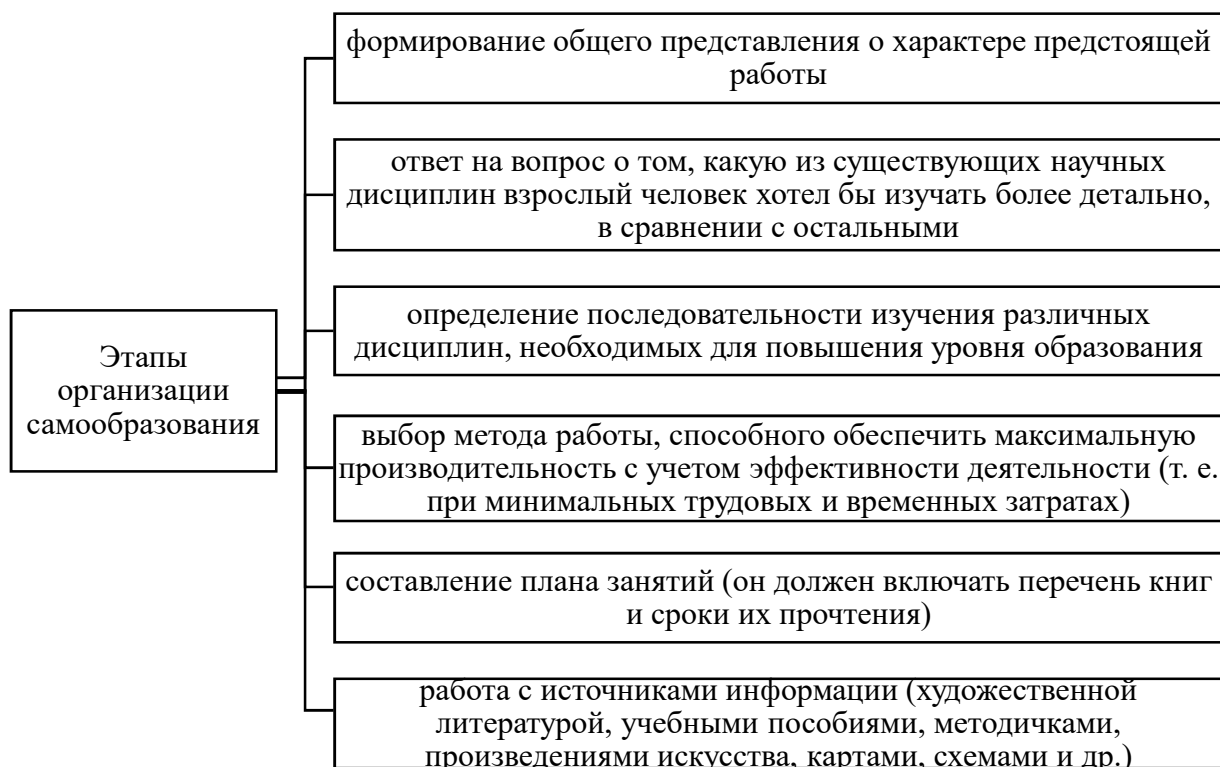 формирование общего представления о характере предстоящей
работы
ответ на вопрос о том, какую из существующих научных
дисциплин взрослый человек хотел бы изучать более детально,
в сравнении с остальными
определение последовательности изучения различных
дисциплин, необходимых для повышения уровня образования
Этапы
организации
самообразования
выбор метода работы, способного обеспечить максимальную
производительность с учетом эффективности деятельности (т. е.
при минимальных трудовых и временных затратах)
составление плана занятий (он должен включать перечень книг
и сроки их прочтения)
работа с источниками информации (художественной
литературой, учебными пособиями, методичками,
произведениями искусства, картами, схемами и др.)